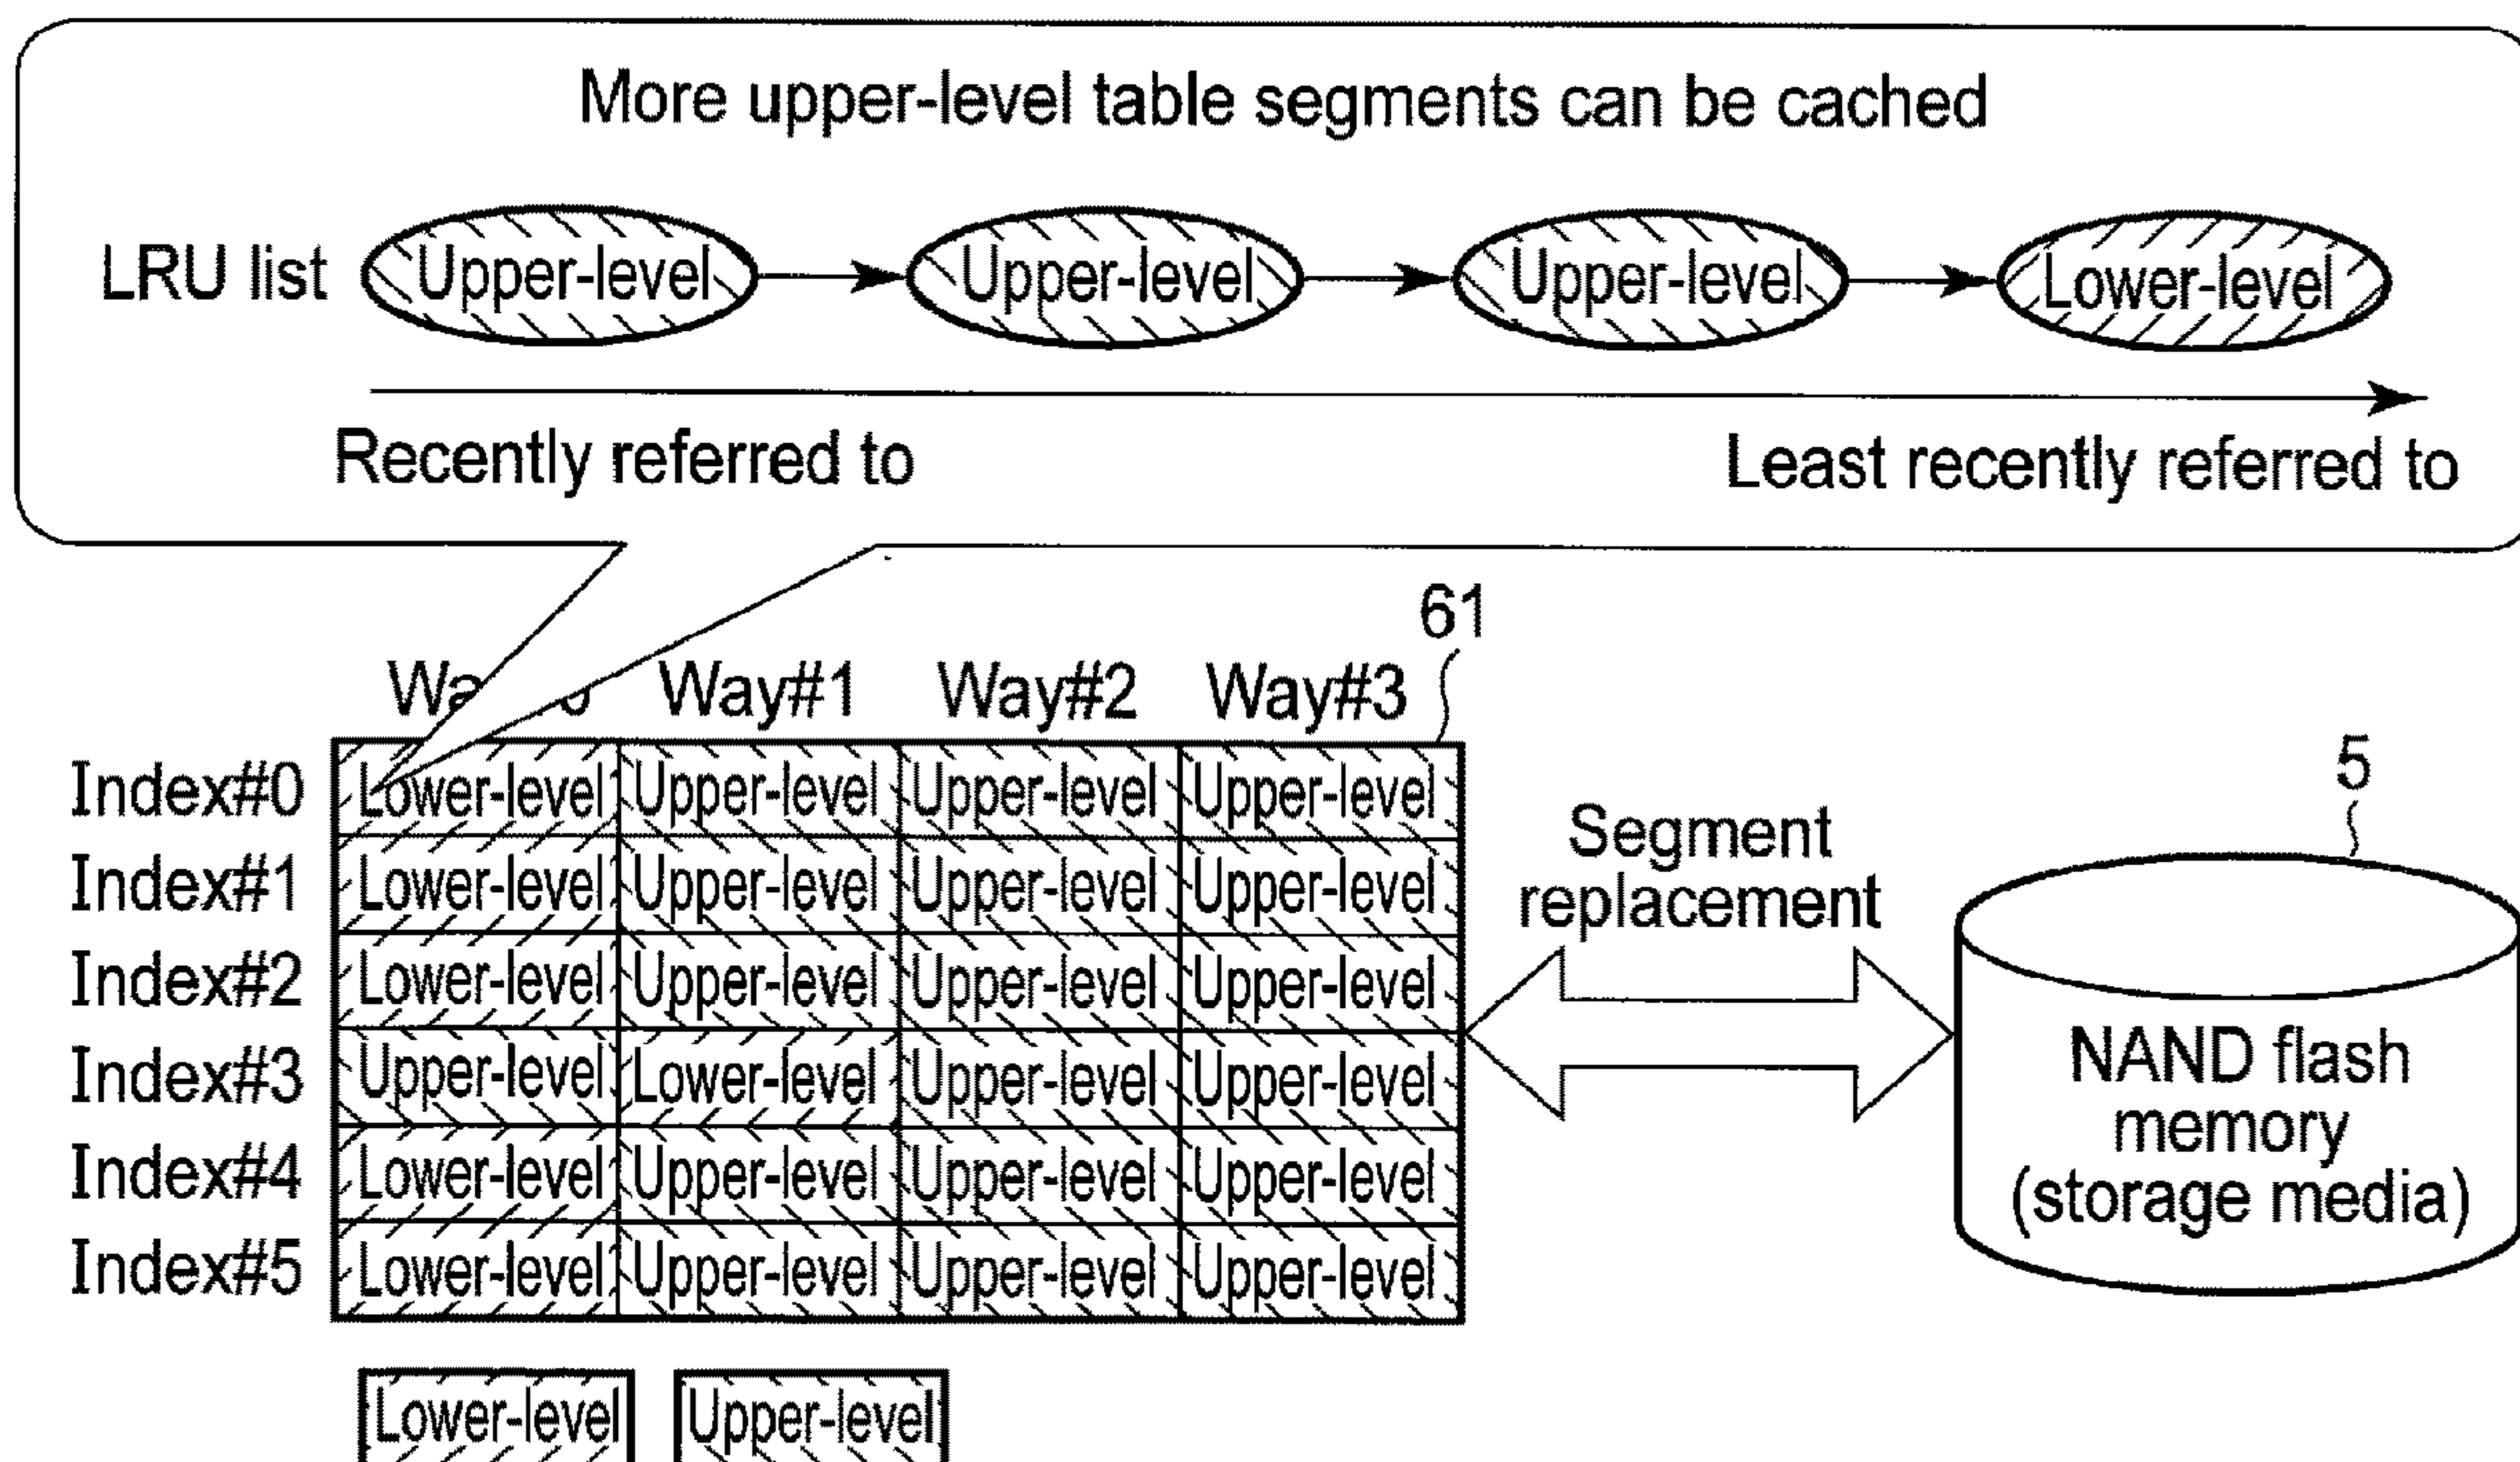 More upper-level table segments can be cached
LRU list Upper-level Upper-level Upper-level Lower-level
Recently referred to Least recently referred to
61
Way#1 Way#2 Way#3
5
Index#0 Lower-level Upper-level Upper-level Upper-level
Index#1 Lower-level Upper-level Upper-level Upper-level
Index#2 Lower-level Upper-level Upper-level Upper-level
Index#3 Upper-level Lower-level Upper-level Upper-level
Index#4 Lower-level Upper-level Upper-level Upper-level
Index#5 Lower-level Upper-level Upper-level Upper-level
Segment
replacement
NAND flash
memory
(storage media)
Lower-level Upper-level